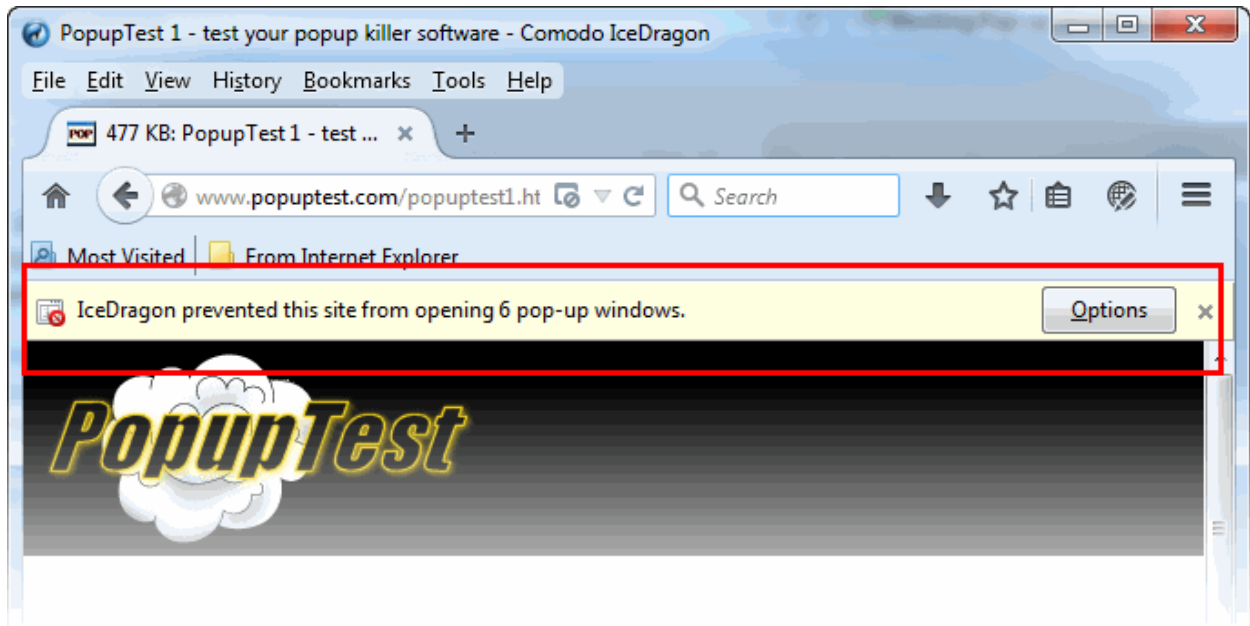 PopupTest 1 - test your popup killer software - Comodo IceDragon
File Edit View History Bookmarks Tools Help
POP 477 KB: PopupTest 1 - test ...
www.popuptest.com/popuptest1.ht Search
Most Visited From Internet Explorer
IceDragon prevented this site from opening 6 pop-up windows. Options
PopupTest